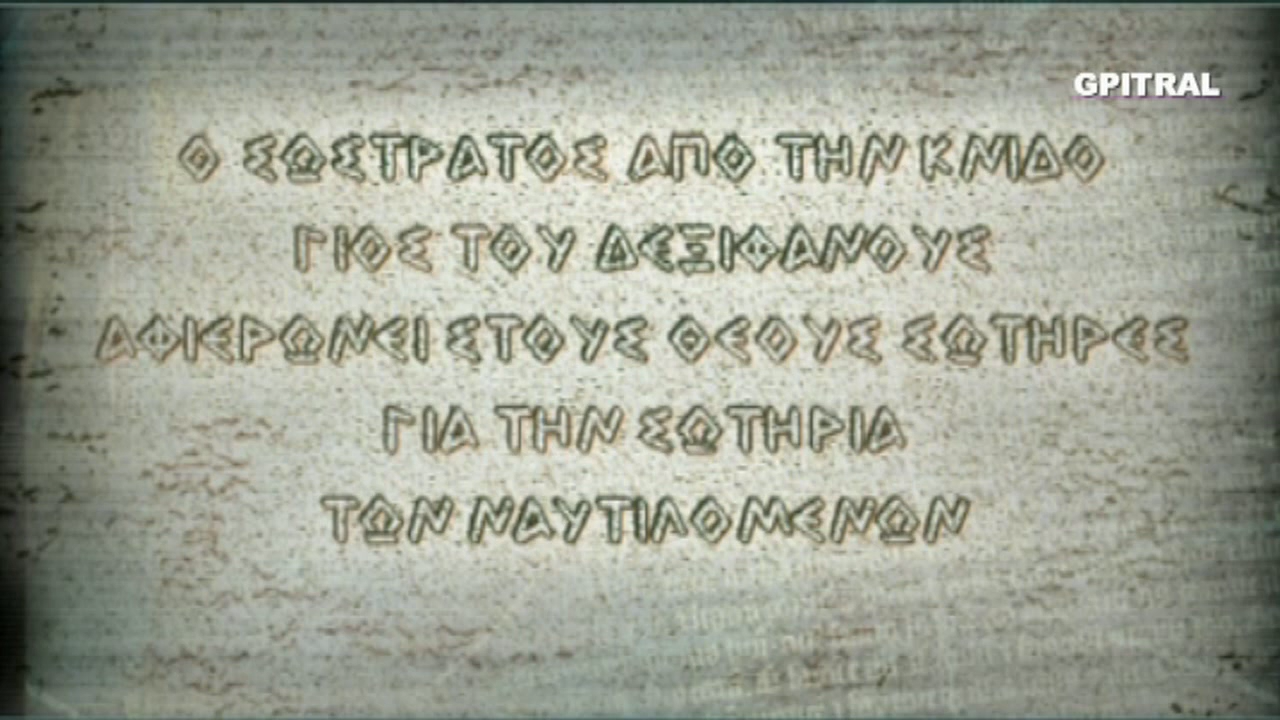 GPITRAL
Ο ΣΩΣΤΡΑΤΟΣ ΑΠΟ ΤΗΝ ΚΝΙΔΟ
ΓΙΟΣ ΤΟΥ ΔΕΞΙΦΑΝΟΥΣ
ΑΦΙΕΡΩΝΕΙ ΣΤΟΥΣ ΘΕΟΥΣ ΣΩΤΗΡΕΣ
ΓΙΑ ΤΗΝ ΣΩΤΗΡΙΑ
ΤΩΝ ΝΑΥΤΙΛΟΜΕΝΩΝ